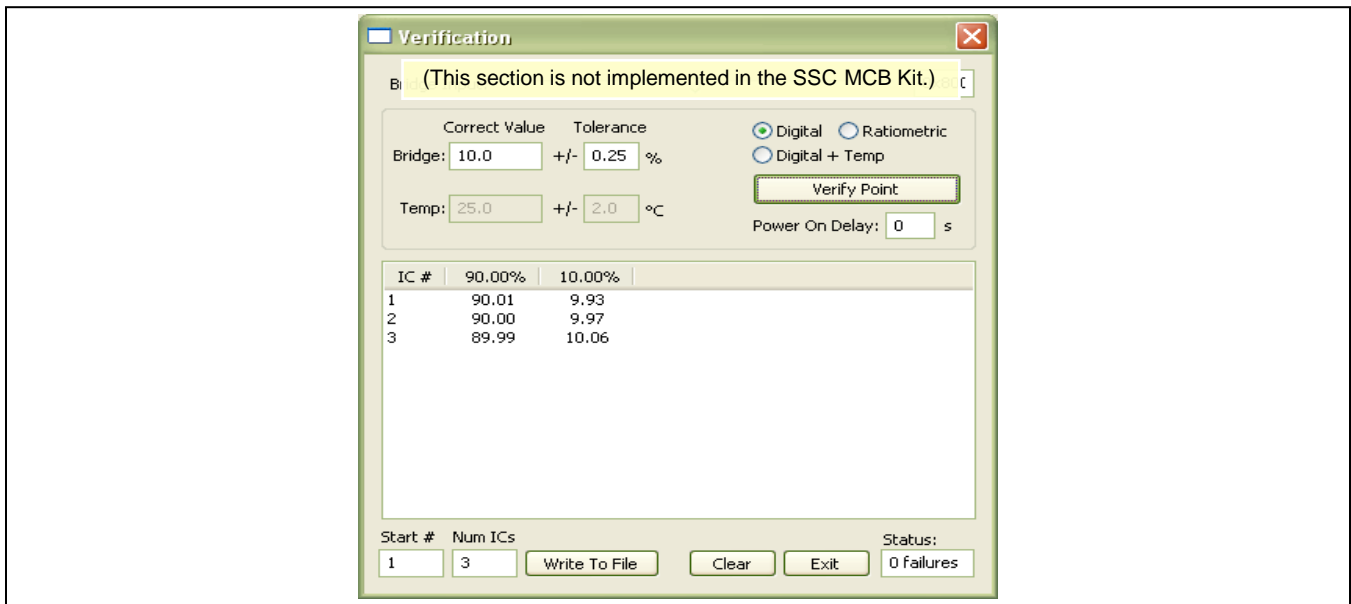 Verification
(This section is not implemented in the SSC MCB Kit.)
Correct Value Tolerance
Digital Ratiometric
Bridge: 10.0 +/- 0.25 %
Digital + Temp
Verify Point
Temp: 25.0 +/- 2.0 °C
Power On Delay: 0 s
IC # 90.00% 10.00%
1 90.01 9.93
2 90.00 9.97
3 89.99 10.06
Start # Num ICs Status:
1 3 Write To File Clear Exit 0 failures